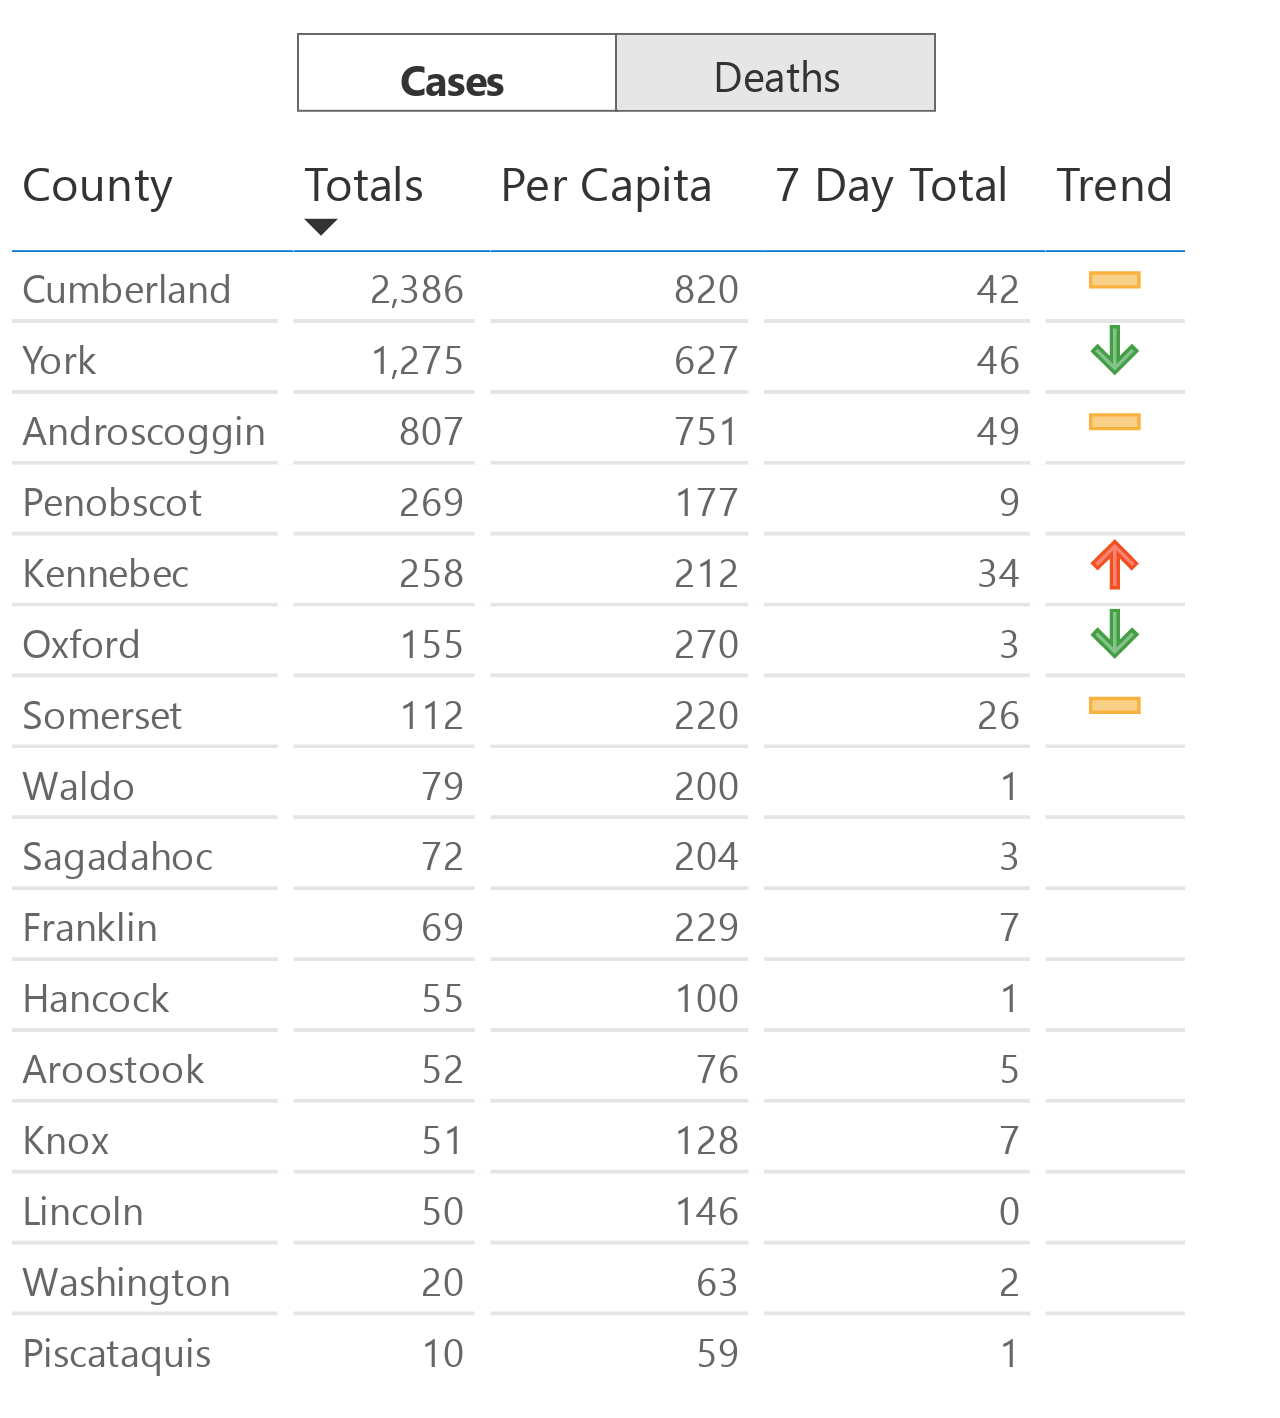 Cases Deaths
County Totals Per Capita 7 Day Total Trend
Cumberland 2,386 820 42
York 1,275 627 46
Androscoggin 807 751 49
Penobscot 269 177 9
Kennebec 258 212 34
Oxford 155 270 3
Somerset 112 220 26
Waldo 79 200 1
Sagadahoc 72 204 3
Franklin 69 229 7
Hancock 55 100 1
Aroostook 52 76 5
Knox 51 128 7
Lincoln 50 146 0
Washington 20 63 2
Piscataquis 10 59 1